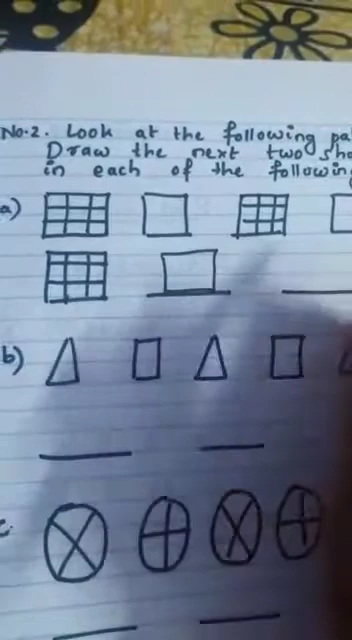 No.2. Look at the following
Draw the next two
in each of the
a)
b)
c.